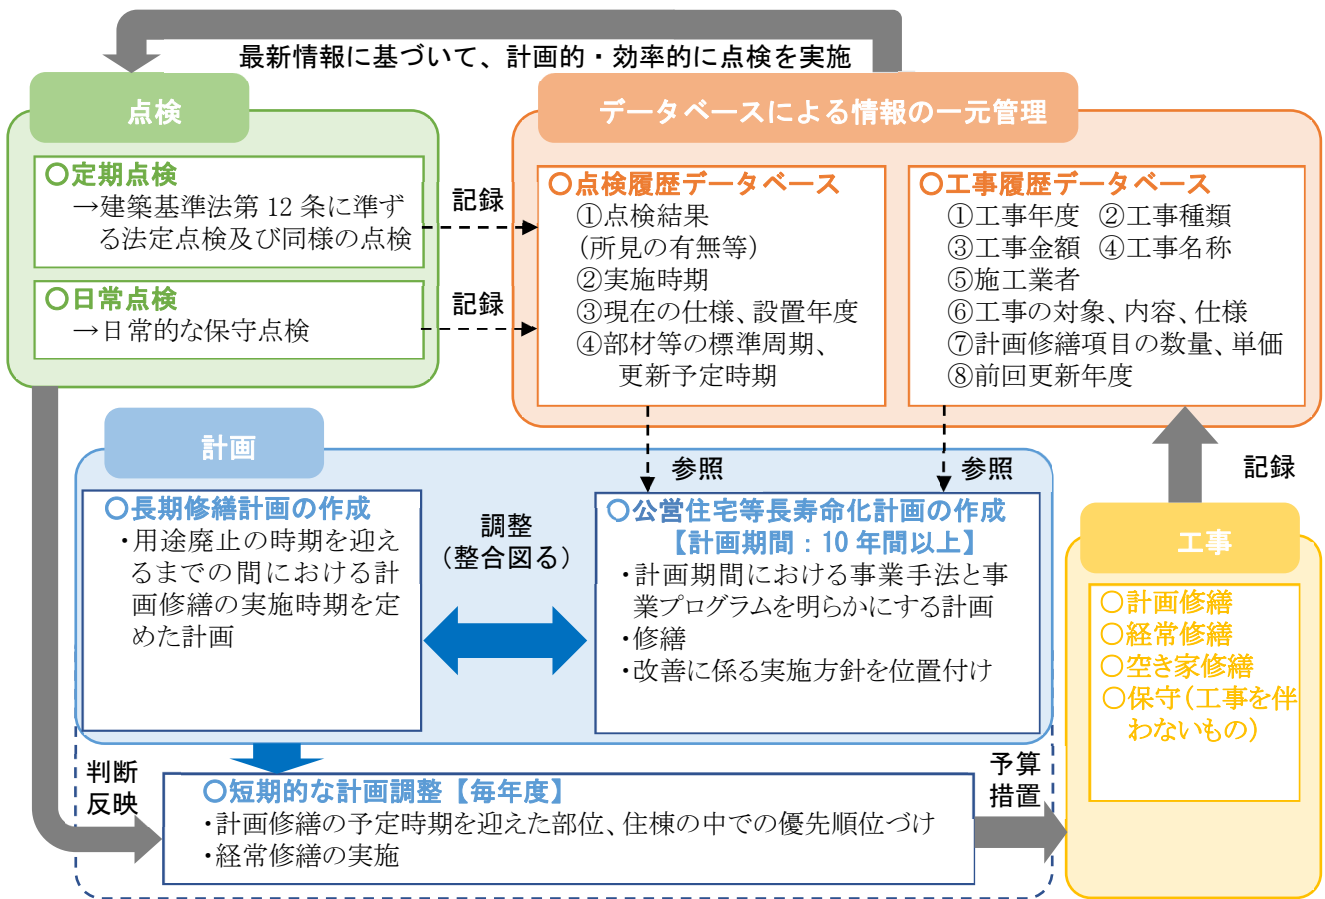 最新情報に基づいて、計画的・効率的に点検を実施
点検
○定期点検
→建築基準法第 12 条に準ず
る法定点検及び同様の点検
○日常点検
→日常的な保守点検
記録
記録
データベースによる情報の一元管理
○点検履歴データベース
①点検結果
(所見の有無等)
②実施時期
③現在の仕様、設置年度
④部材等の標準周期、
更新予定時期
○工事履歴データベース
①工事年度 ②工事種類
③工事金額 ④工事名称
⑤施工業者
⑥工事の対象、内容、仕様
⑦計画修繕項目の数量、単価
⑧前回更新年度
参照
参照
記録
計画
○長期修繕計画の作成
・用途廃止の時期を迎え
るまでの間における計
画修繕の実施時期を定
めた計画
調整
(整合図る)
○公営住宅等長寿命化計画の作成
【計画期間：10 年間以上】
・計画期間における事業手法と事
業プログラムを明らかにする計画
・修繕
・改善に係る実施方針を位置付け
工事
○計画修繕
○経常修繕
○空き家修繕
○保守(工事を伴
わないもの)
判断
反映
○短期的な計画調整【毎年度】
・計画修繕の予定時期を迎えた部位、住棟の中での優先順位づけ
・経常修繕の実施
予算
措置